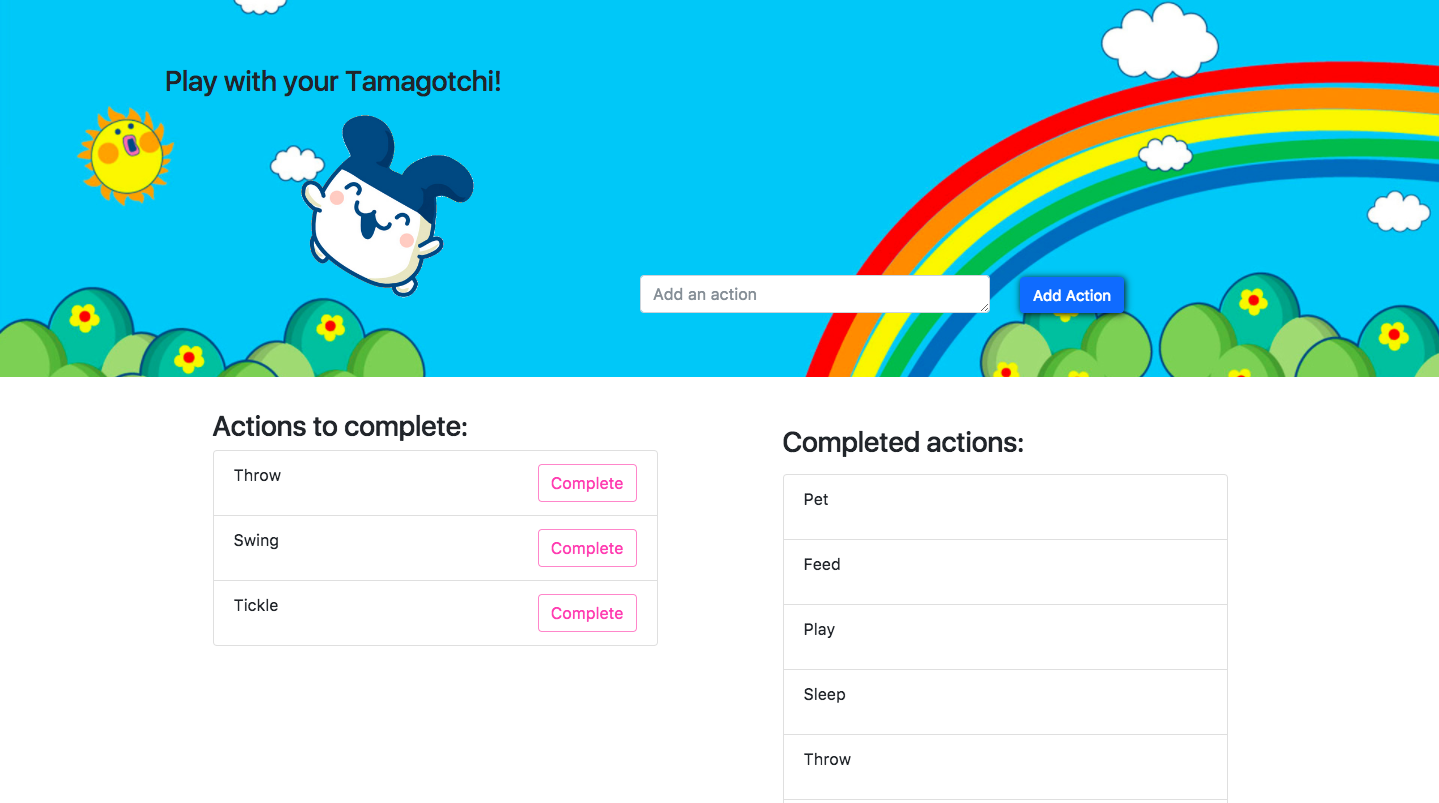 Play with your Tamagotchi!
Add an action
Add Action
Actions to complete:
Throw
Complete
Swing
Complete
Tickle
Complete
Completed actions:
Pet
Feed
Play
Sleep
Throw